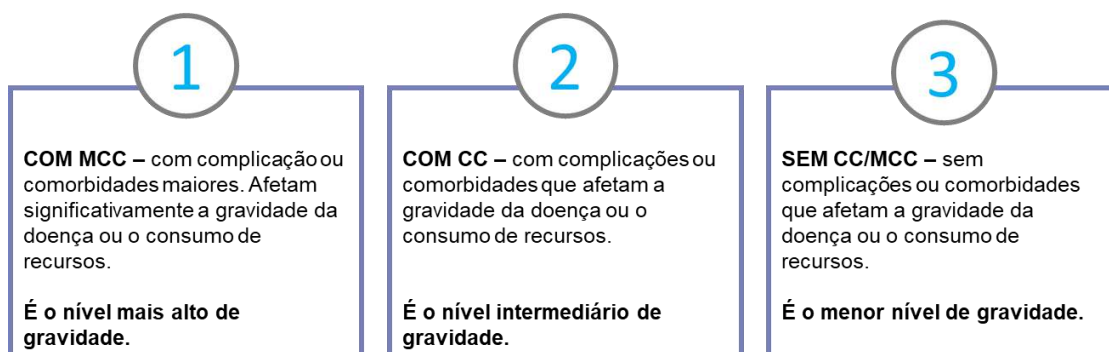 1
COM MCC – com complicação ou
comorbidades maiores. Afetam
significativamente a gravidade da
doença ou o consumo de
recursos.
É o nível mais alto de
gravidade.
2
COM CC – com complicações ou
comorbidades que afetam a
gravidade da doença ou o
consumo de recursos.
É o nível intermediário de
gravidade.
3
SEM CC/MCC – sem
complicações ou comorbidades
que afetam a gravidade da
doença ou o consumo de
recursos.
É o menor nível de gravidade.